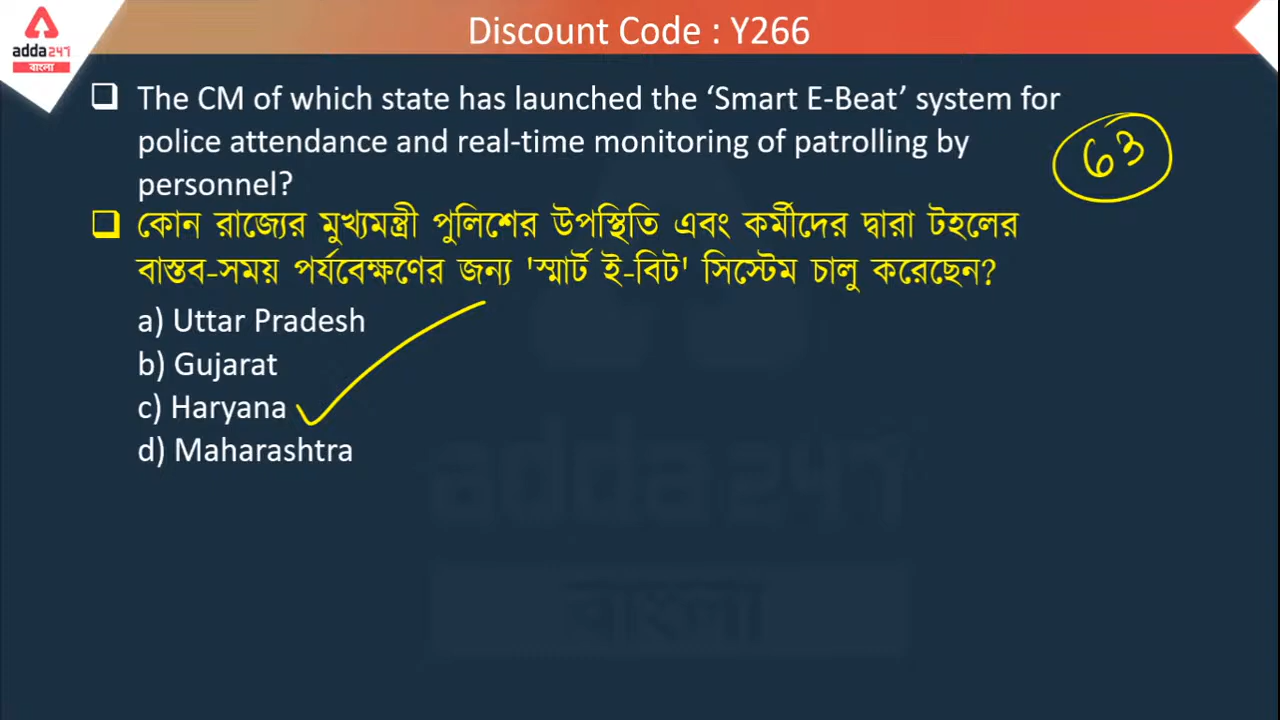 Discount Code : Y266
adda247
বাংলা
❑ The CM of which state has launched the ‘Smart E-Beat’ system for
police attendance and real-time monitoring of patrolling by
personnel?
63
❑ কোন রাজ্যের মুখ্যমন্ত্রী পুলিশের উপস্থিতি এবং কর্মীদের দ্বারা টহলের
বাস্তব-সময় পর্যবেক্ষণের জন্য 'স্মার্ট ই-বিট' সিস্টেম চালু করেছেন?
a) Uttar Pradesh
b) Gujarat
c) Haryana
d) Maharashtra
adda247
বাংলা